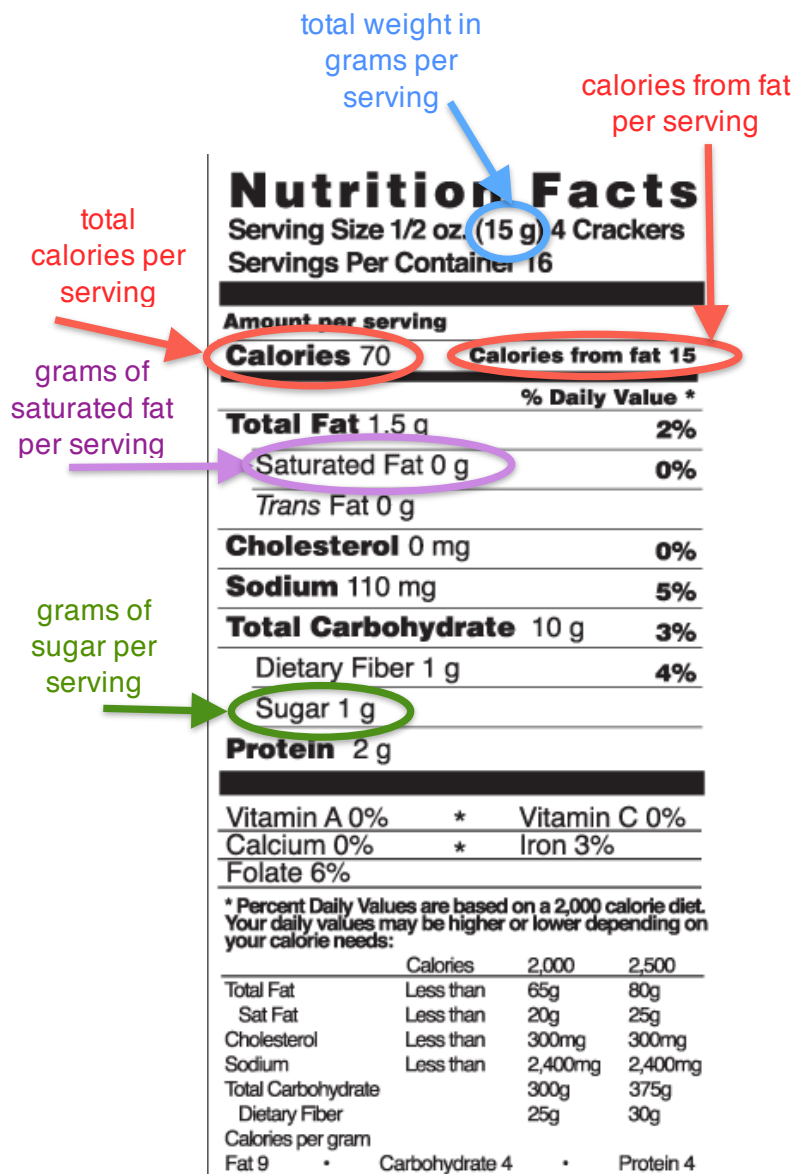 total weight in
grams per
serving
calories from fat
per serving
Nutrition Facts
total
calories per
serving
Serving Size 1/2 oz. (15 g) 4 Crackers
Servings Per Container 16
Amount per serving
Calories 70 Calories from fat 15
grams of
saturated fat
per serving
% Daily Value *
Total Fat 1.5 g 2%
Saturated Fat 0 g 0%
Trans Fat 0 g
Cholesterol 0 mg 0%
Sodium 110 mg 5%
grams of
sugar per
serving
Total Carbohydrate 10 g 3%
Dietary Fiber 1 g 4%
Sugar 1 g
Protein 2 g
Vitamin A 0% * Vitamin C 0%
Calcium 0% * Iron 3%
Folate 6%
* Percent Daily Values are based on a 2,000 calorie diet.
Your daily values may be higher or lower depending on
your calorie needs:
Calories 2,000 2,500
Total Fat Less than 65g 80g
Sat Fat Less than 20g 25g
Cholesterol Less than 300mg 300mg
Sodium Less than 2,400mg 2,400mg
Total Carbohydrate 300g 375g
Dietary Fiber 25g 30g
Calories per gram
Fat 9 • Carbohydrate 4 • Protein 4